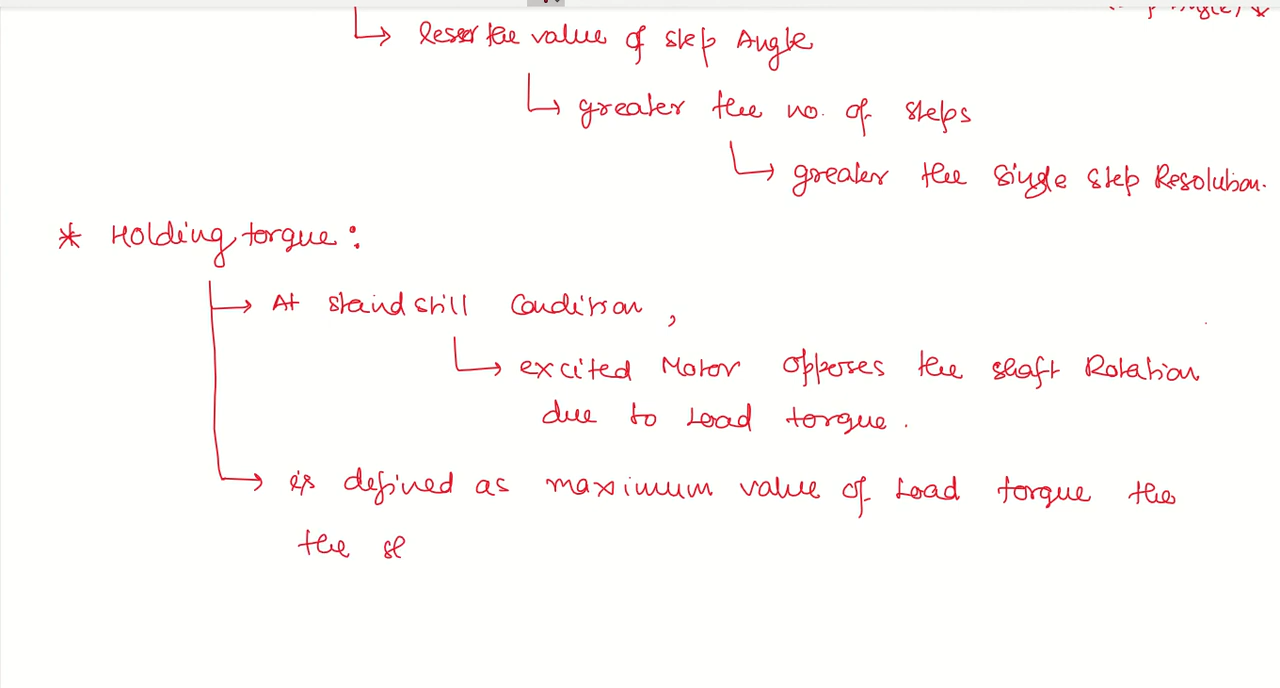 lesser the value of step Angle
greater the no. of steps
greater the single step Resolution.
* Holding torque:
At stand still Condition,
excited Motor opposes the shaft Rotation
due to Load torque.
is defined as maximum value of Load torque the
the s